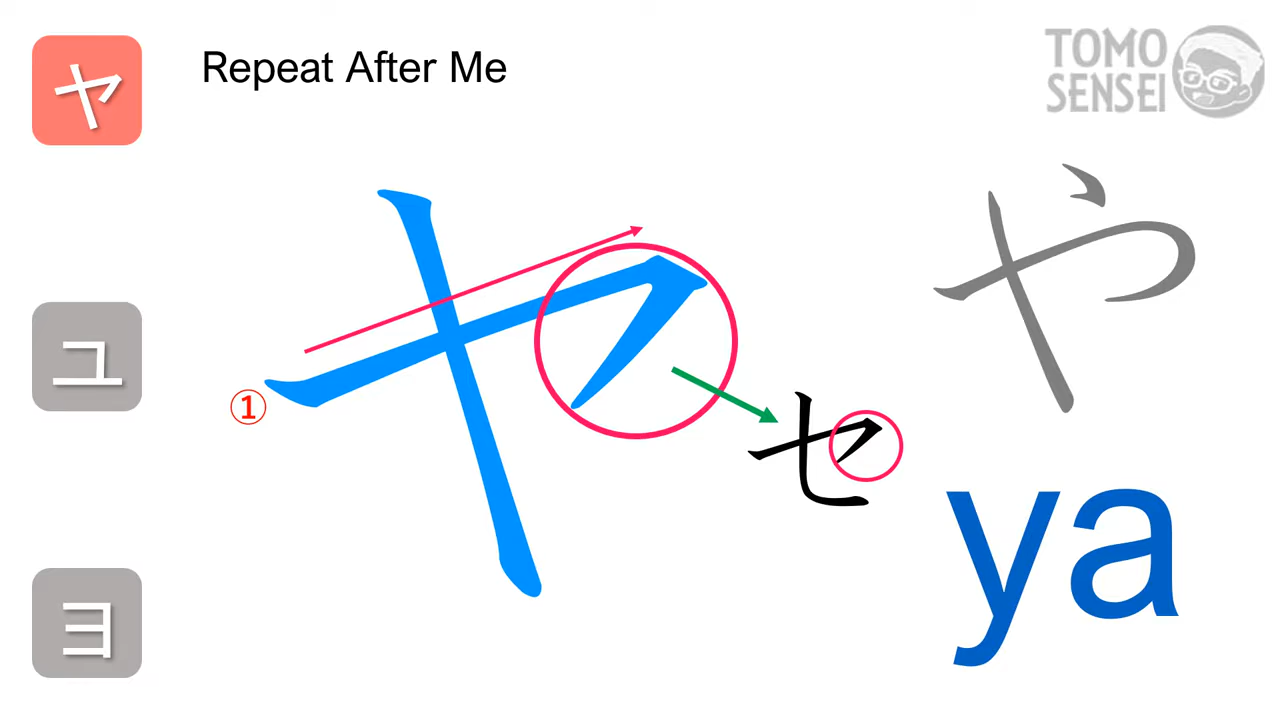 ヤ
Repeat After Me
TOMO
SENSEI
や
ヤ
①
セ
ユ
ya
ヨ